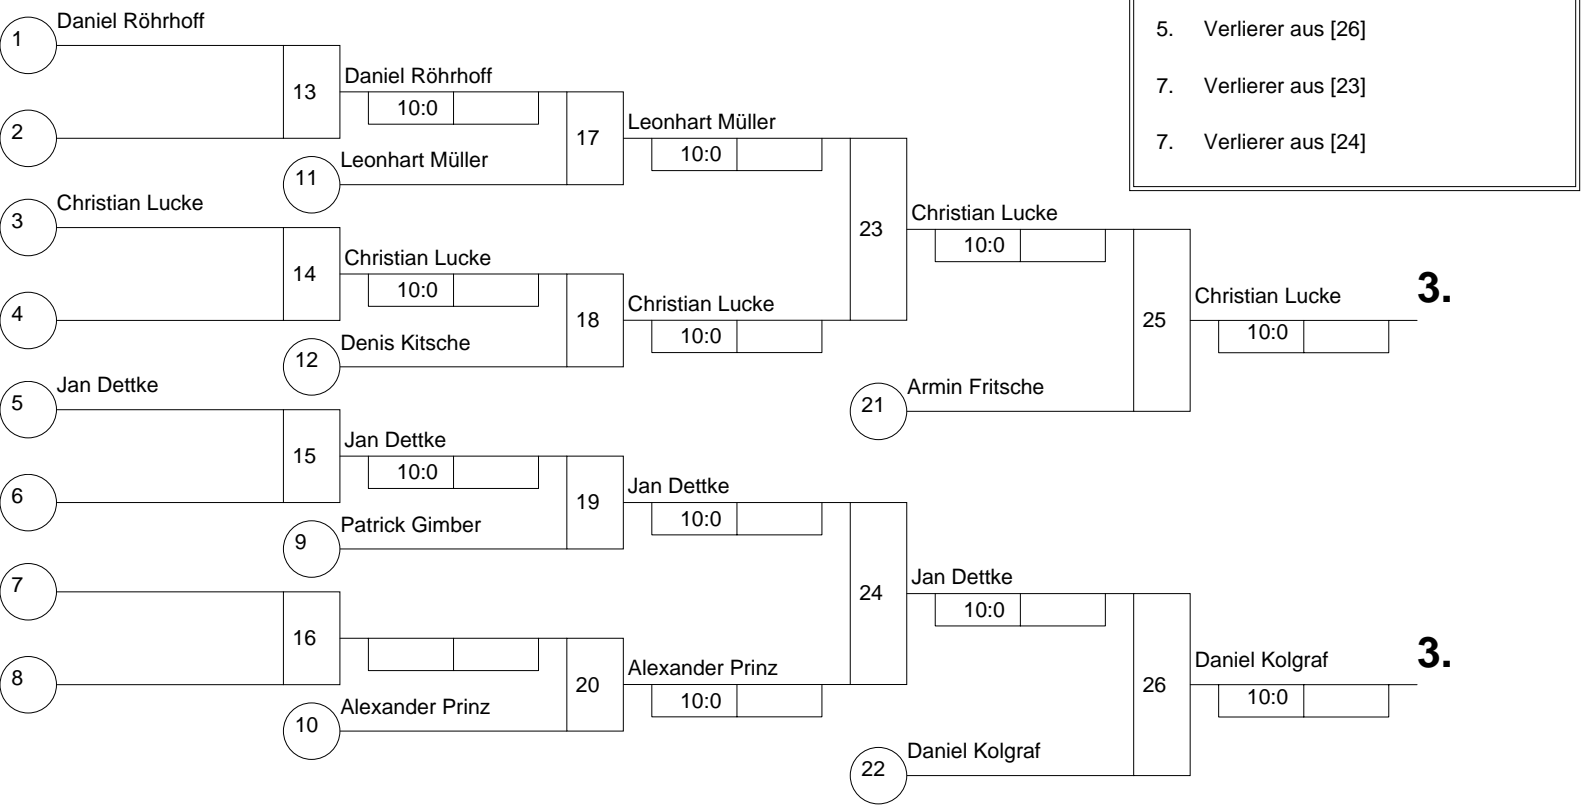 1 Daniel Röhrhoff
5. Verlierer aus [26]
13 Daniel Röhrhoff
7. Verlierer aus [23]
10:0
2
17 Leonhart Müller
7. Verlierer aus [24]
11 Leonhart Müller
10:0
3 Christian Lucke
23 Christian Lucke
14 Christian Lucke
10:0
10:0
4
18 Christian Lucke
25 Christian Lucke 3.
12 Denis Kitsche
10:0
10:0
5 Jan Dettke
21 Armin Fritsche
15 Jan Dettke
10:0
6
19 Jan Dettke
9 Patrick Gimber
10:0
7
24 Jan Dettke
16
10:0
8
20 Alexander Prinz
26 Daniel Kolgraf 3.
10 Alexander Prinz
10:0
10:0
22 Daniel Kolgraf